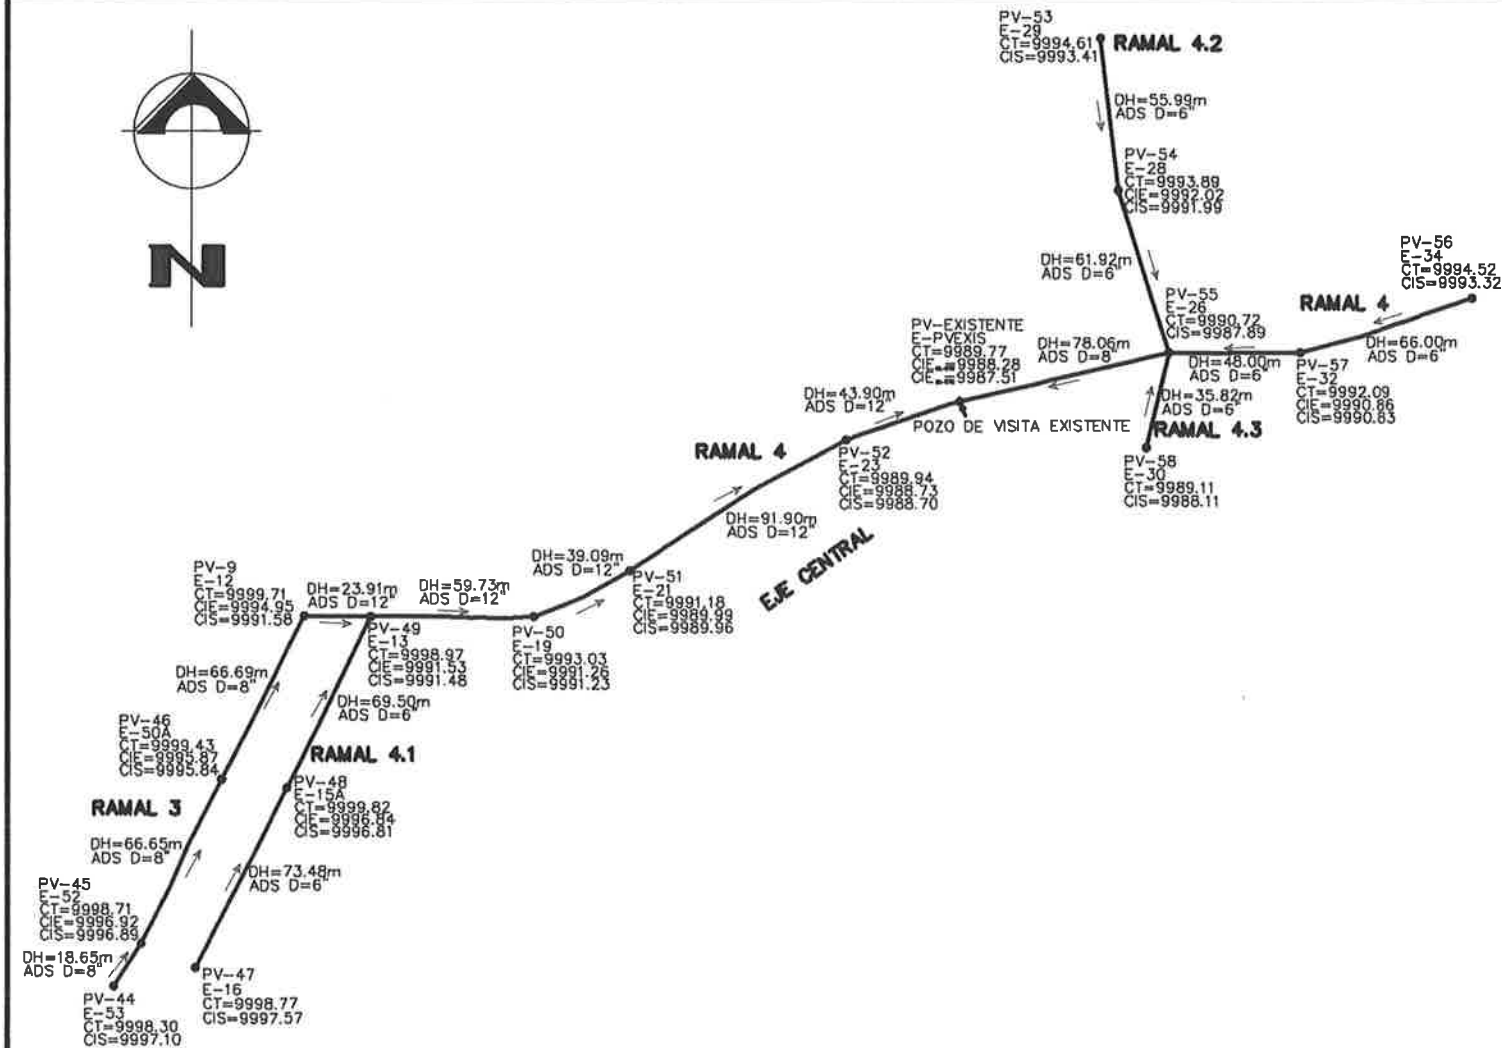 PV-53
E-29
CT=9994.61
CIS=9993.41
RAMAL 4.2
DH=55.99m
ADS D=6"
PV-54
E-28
CT=9993.89
CIE=9992.02
CIS=9991.99
DH=61.92m
ADS D=6"
N
PV-56
E-34
CT=9994.52
CIS=9993.32
RAMAL 4
DH=66.00m
ADS D=6"
PV-55
E-26
CT=9990.72
CIS=9987.89
DH=48.00m
ADS D=6"
PV-57
E-32
CT=9992.09
CIE=9990.86
CIS=9990.83
PV-EXISTENTE
E-PVEXIS
CT=9989.77
CIE =9988.28
CIE =9987.51
DH=78.06m
ADS D=8"
DH=35.82m
ADS D=6"
RAMAL 4.3
PV-58
E-30
CT=9989.11
CIS=9988.11
POZO DE VISITA EXISTENTE
DH=43.90m
ADS D=12"
RAMAL 4
PV-52
E-23
CT=9989.94
CIE=9988.73
CIS=9988.70
DH=91.90m
ADS D=12"
EJE CENTRAL
DH=39.09m
ADS D=12"
PV-51
E-21
CT=9991.18
CIE=9989.99
CIS=9989.96
PV-9
E-12
CT=9999.71
CIE=9994.95
CIS=9991.58
DH=23.91m
ADS D=12"
DH=59.73m
ADS D=12"
PV-49
E-13
CT=9998.97
CIE=9991.53
CIS=9991.48
PV-50
E-19
CT=9993.03
CIE=9991.26
CIS=9991.23
DH=66.69m
ADS D=8"
DH=69.50m
ADS D=6"
PV-46
E-50A
CT=9999.43
CIE=9995.87
CIS=9995.84
RAMAL 4.1
PV-48
E-15A
CT=9999.82
CIE=9996.84
CIS=9996.81
RAMAL 3
DH=66.65m
ADS D=8"
DH=73.48m
ADS D=6"
PV-45
E-52
CT=9998.71
CIE=9996.92
CIS=9996.89
DH=18.65m
ADS D=8"
PV-47
E-16
CT=9998.77
CIS=9997.57
PV-44
E-53
CT=9998.30
CIS=9997.10